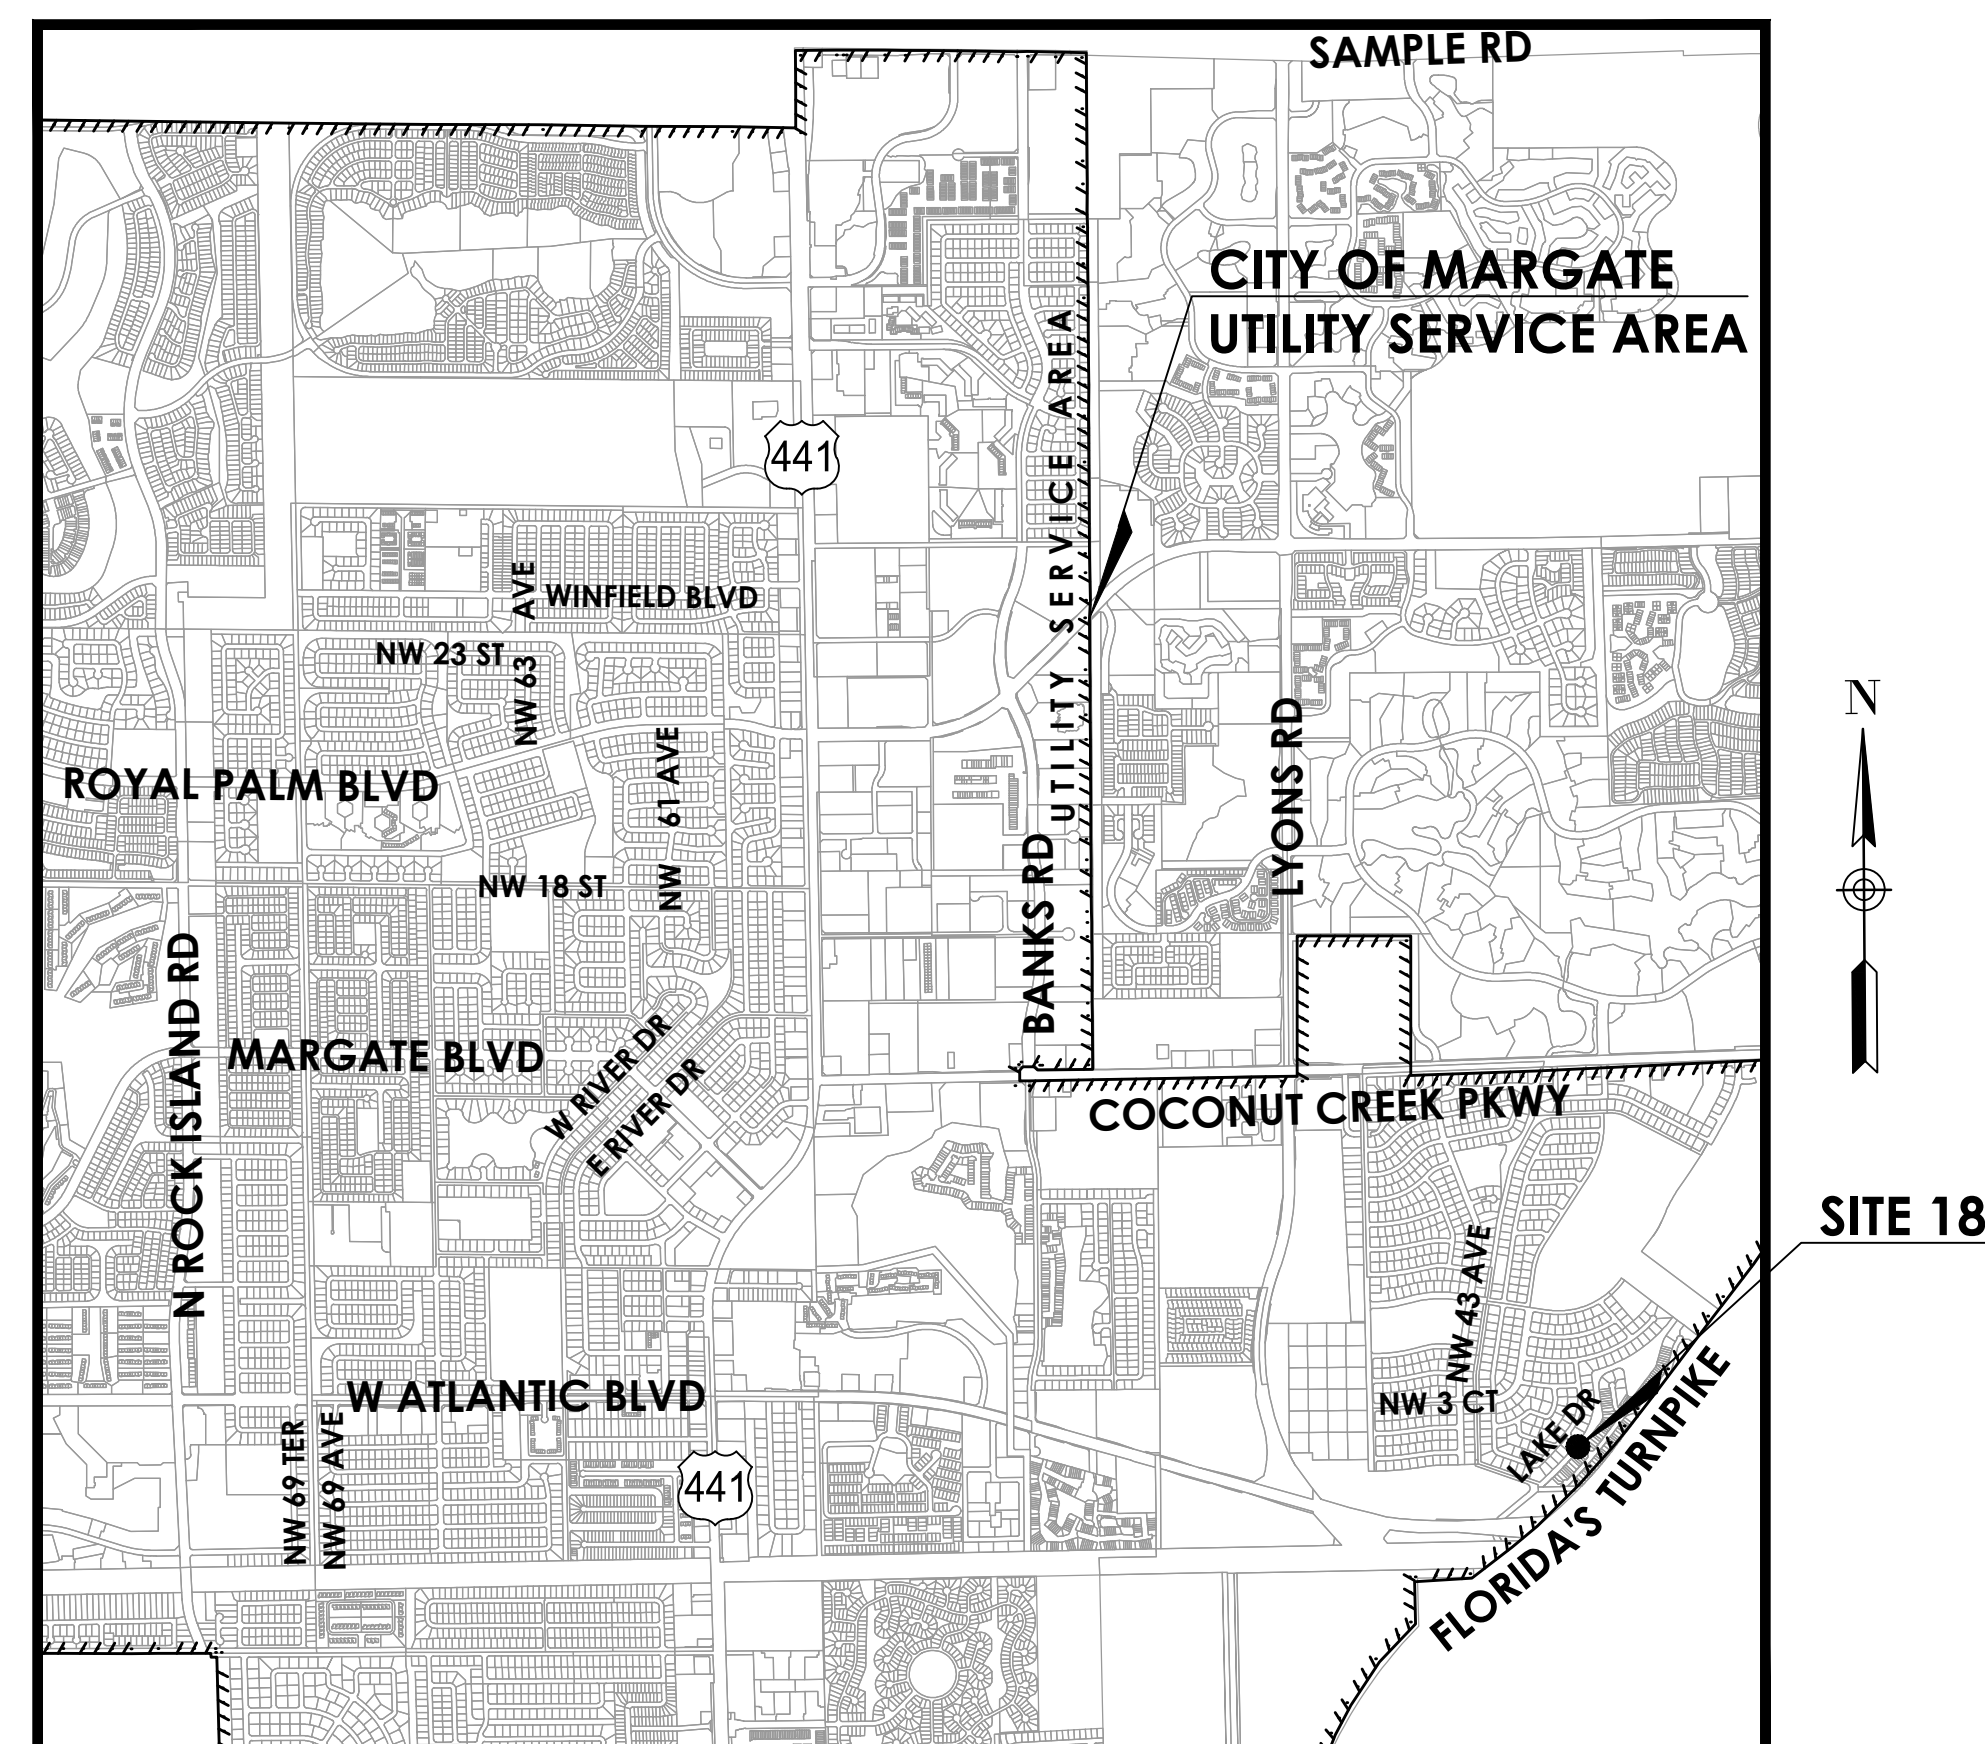 SAMPLE RD
CITY OF MARGATE
UTILITY SERVICE AREA
UTILITY SERVICE AREA
441
WINFIELD BLVD
NW 23 ST
NW 63 AVE
N
ROYAL PALM BLVD
NW 61 AVE
LYONS RD
NW 18 ST
BANKS RD
N ROCK ISLAND RD
MARGATE BLVD
W RIVER DR
E RIVER DR
COCONUT CREEK PKWY
SITE 18
NW 43 AVE
W ATLANTIC BLVD
NW 3 CT
LAKE DR
FLORIDA'S TURNPIKE
NW 69 TER
NW 69 AVE
441